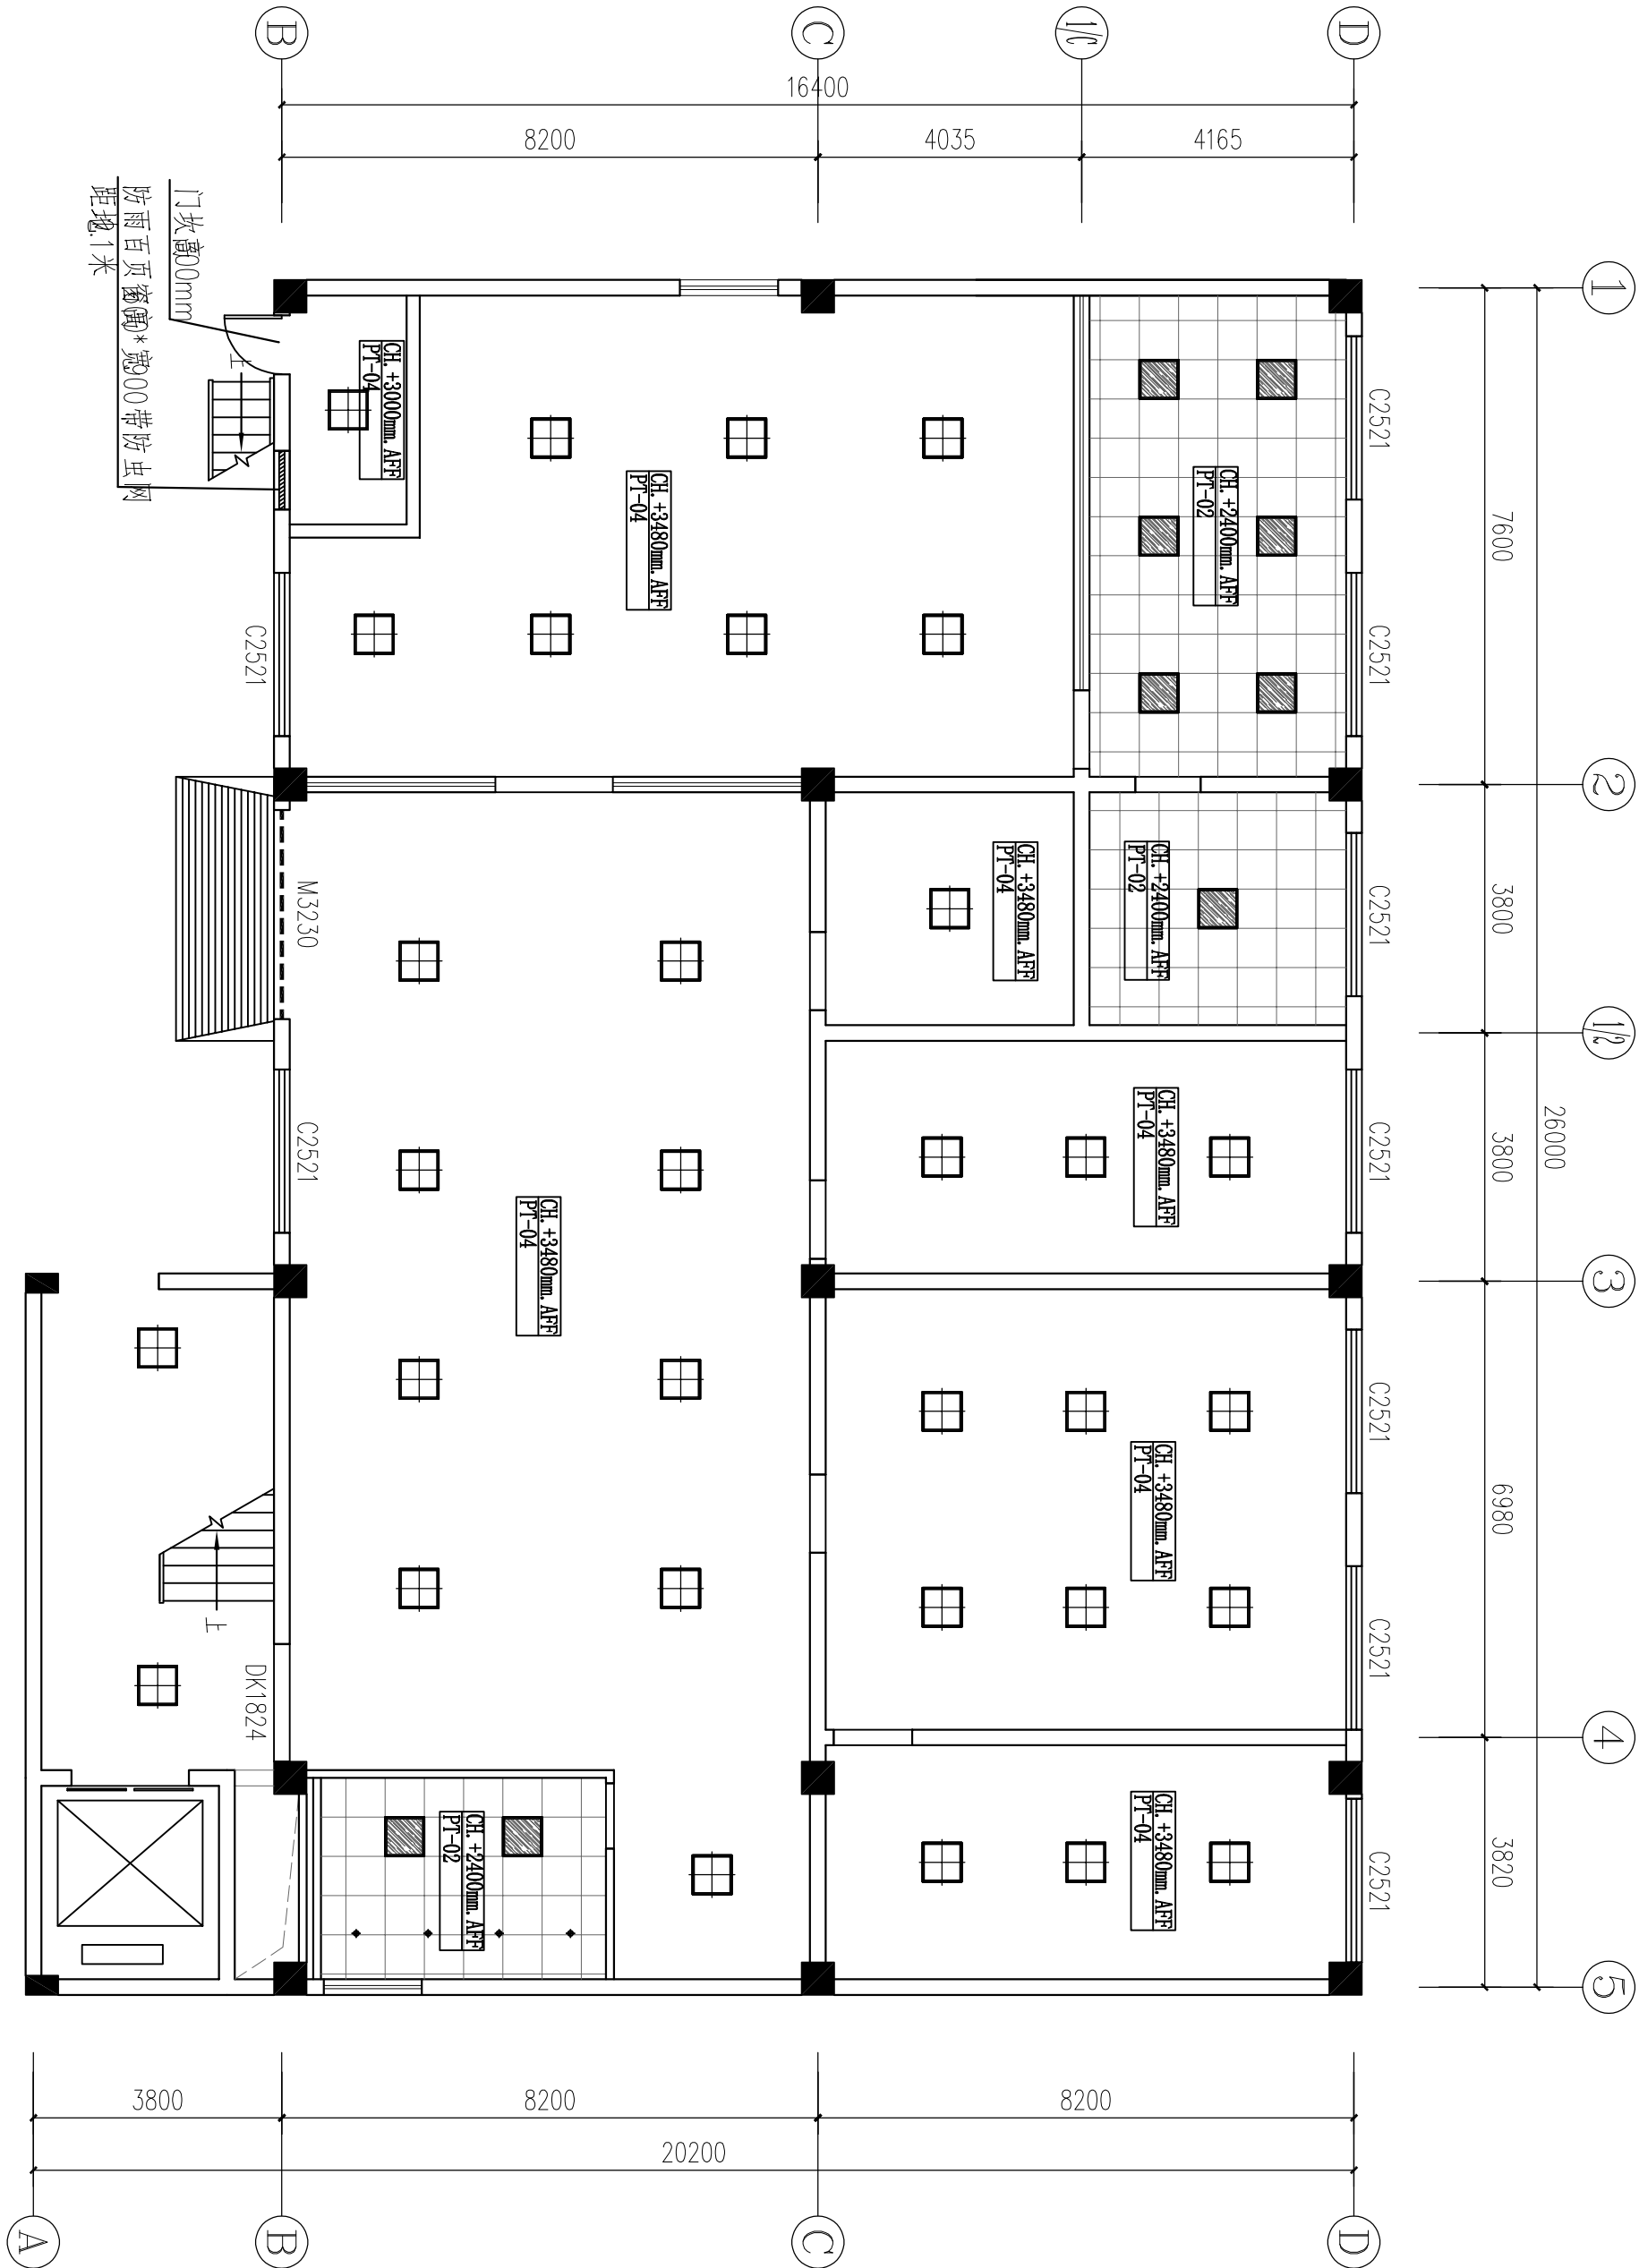 B
C
1/C
D
16400
8200
4035
4165
1
7600
2
3800
1/2
3800
3
6980
4
3820
5
26000
C2521
C2521
C2521
C2521
C2521
C2521
C2521
CH. +2400mm. AFF
PT-02
CH. +3480mm. AFF
PT-04
CH. +3000mm. AFF
PT-04
CH. +2400mm. AFF
PT-02
CH. +3480mm. AFF
PT-04
CH. +3480mm. AFF
PT-04
CH. +3480mm. AFF
PT-04
CH. +3480mm. AFF
PT-04
CH. +3480mm. AFF
PT-04
CH. +2400mm. AFF
PT-02
C2521
M3230
C2521
DK1824
上
上
门坎高00mm
防雨百页窗 宽900 带防虫网
1米
3800
8200
8200
20200
A
B
C
D